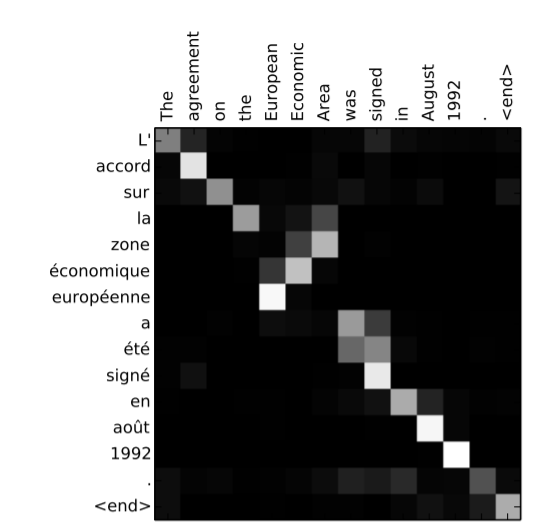 The
agreement
on
the
European
Economic
Area
was
signed
in
August
1992
.
<end>
L'
accord
sur
la
zone
économique
européenne
a
été
signé
en
août
1992
.
<end>